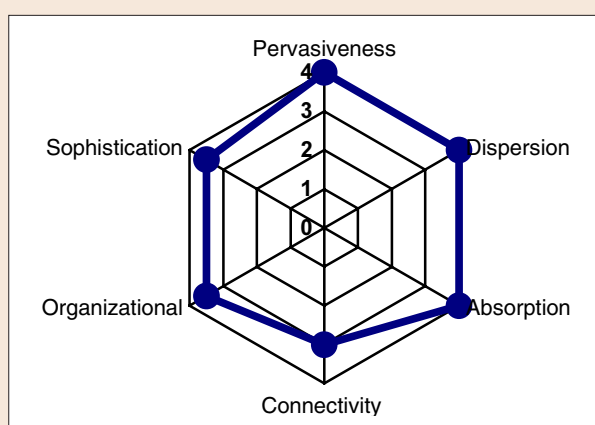 Pervasiveness
4
3
Sophistication
Dispersion
2
1
0
Organizational
Absorption
Connectivity